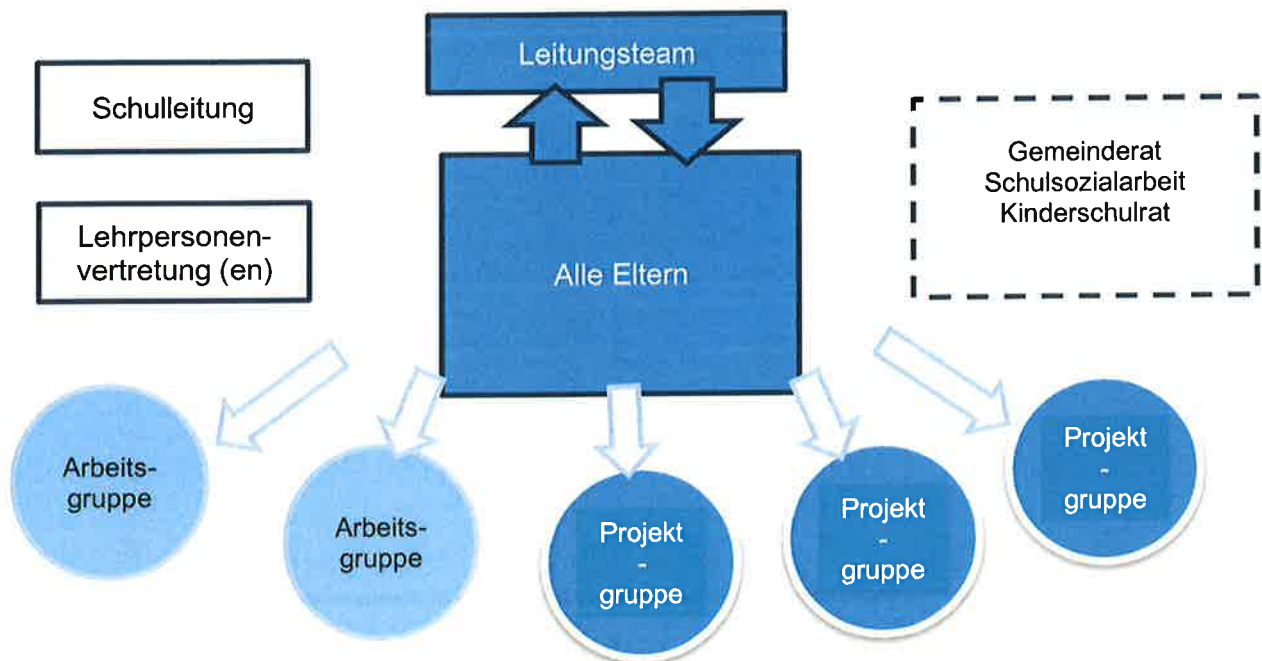 Leitungsteam
Schulleitung
Lehrpersonen-
vertretung (en)
Alle Eltern
Gemeinderat
Schulsozialarbeit
Kinderschulrat
Arbeits-
gruppe
Arbeits-
gruppe
Projekt
-
gruppe
Projekt
-
gruppe
Projekt
-
gruppe